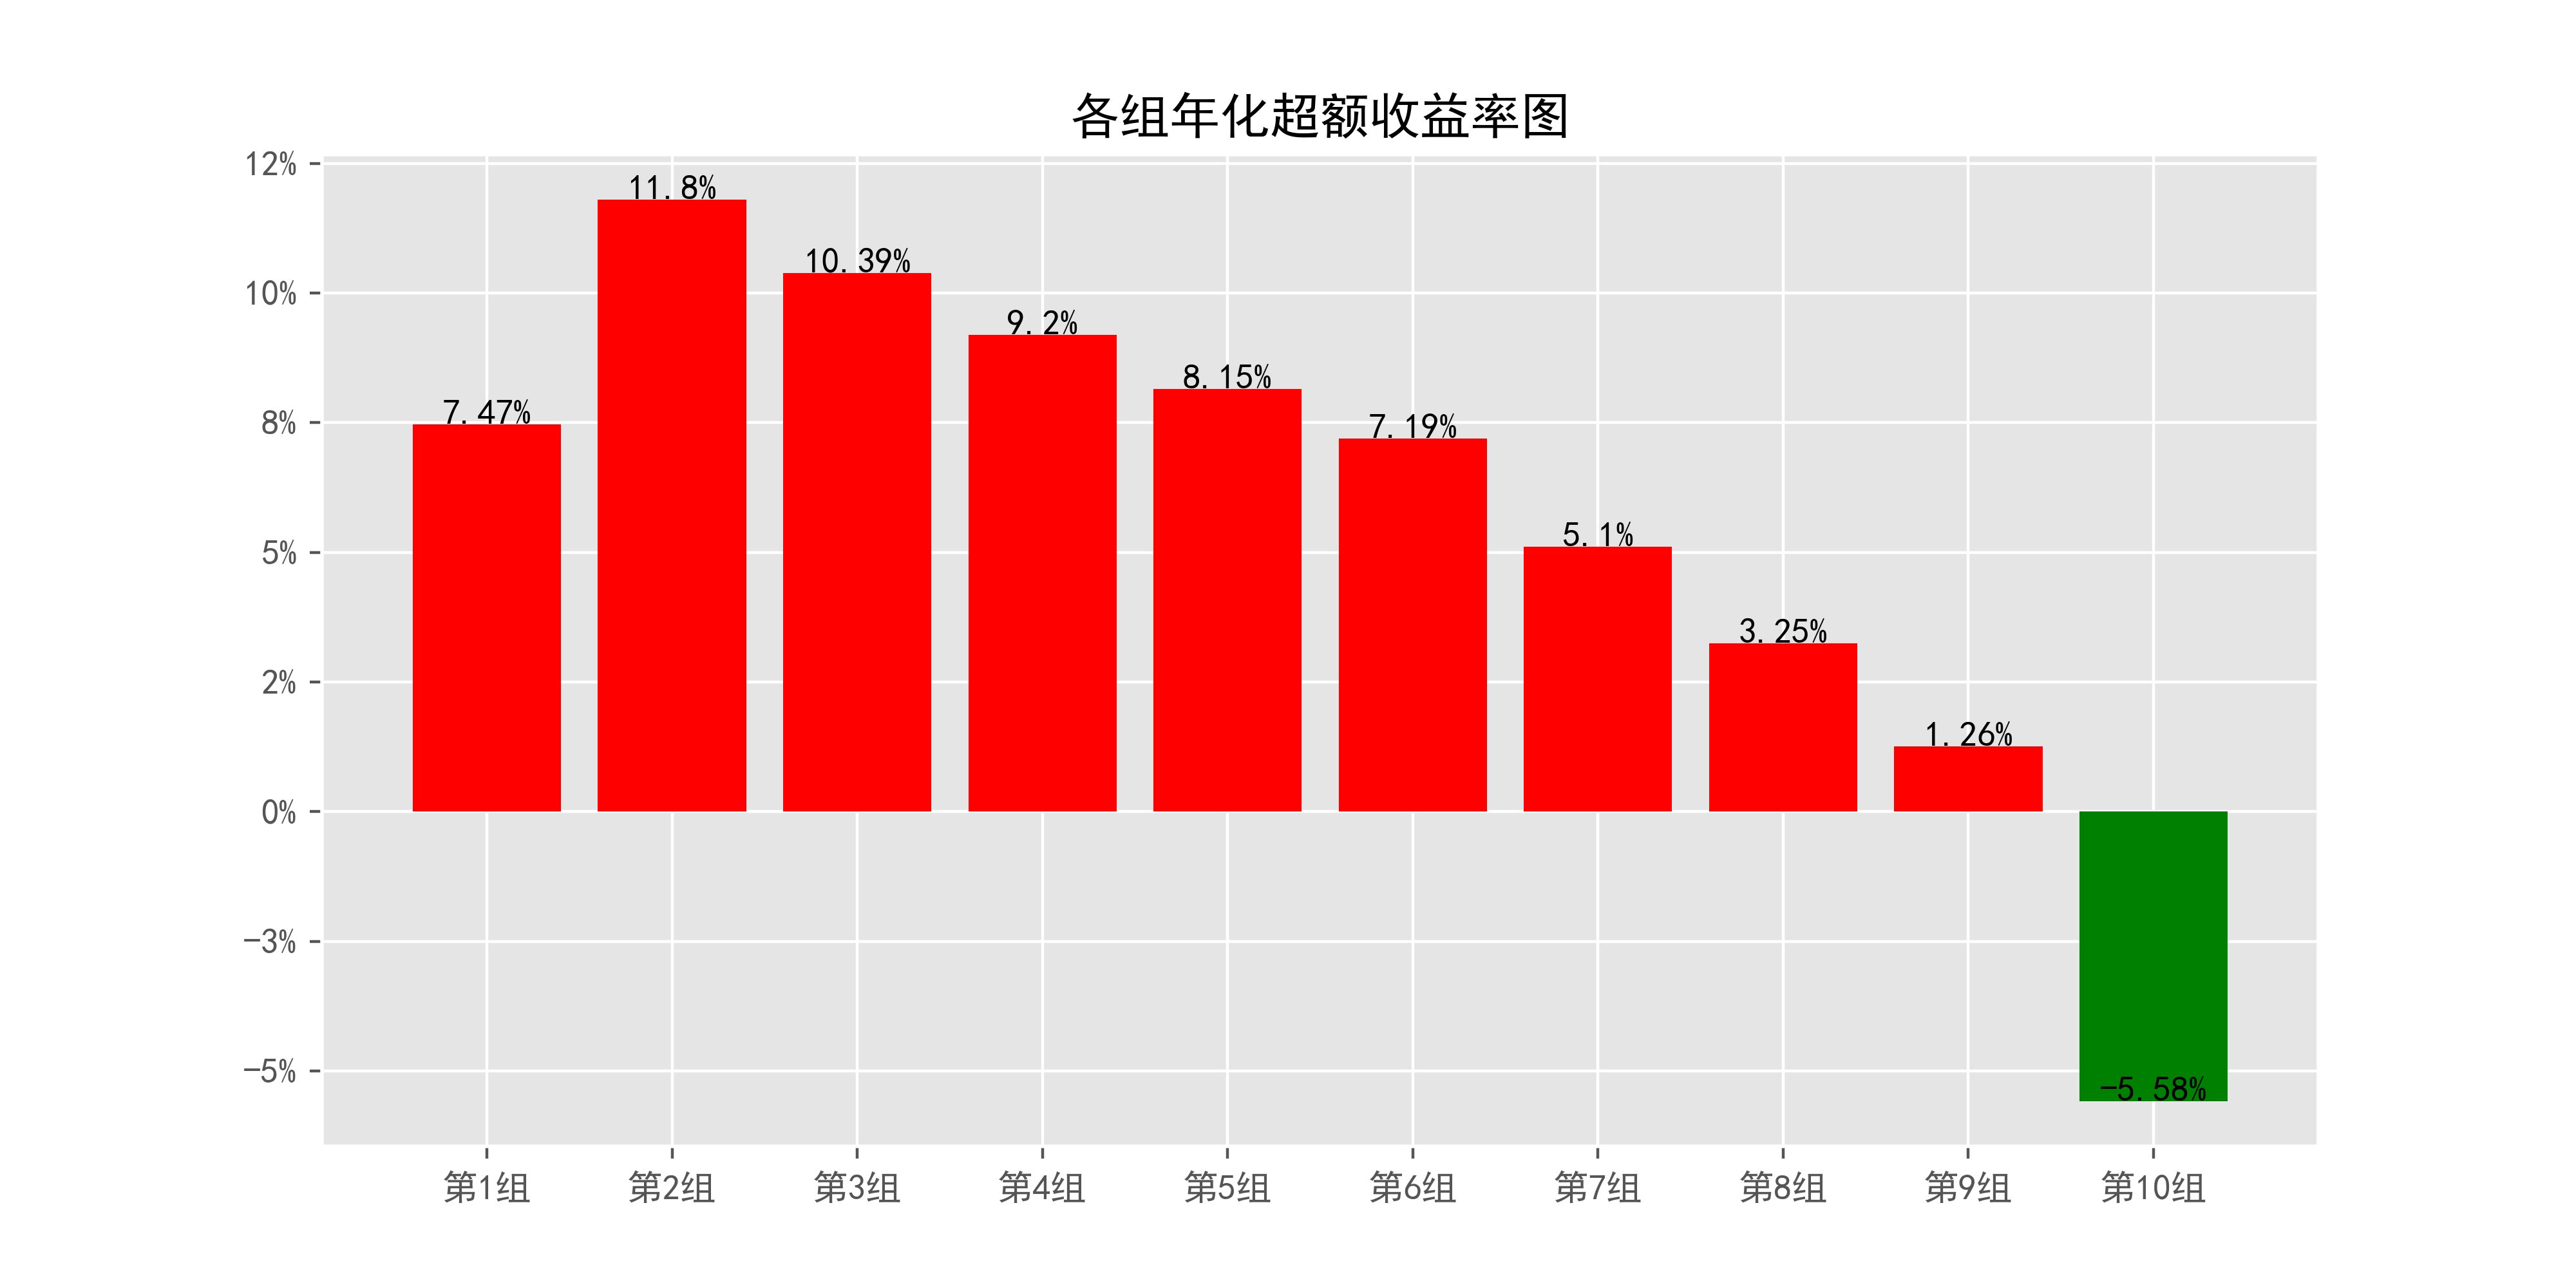 各组年化超额收益率图
12%
10%
8%
5%
2%
0%
-3%
-5%
7.47%
11.8%
10.39%
9.2%
8.15%
7.19%
5.1%
3.25%
1.26%
-5.58%
第1组
第2组
第3组
第4组
第5组
第6组
第7组
第8组
第9组
第10组